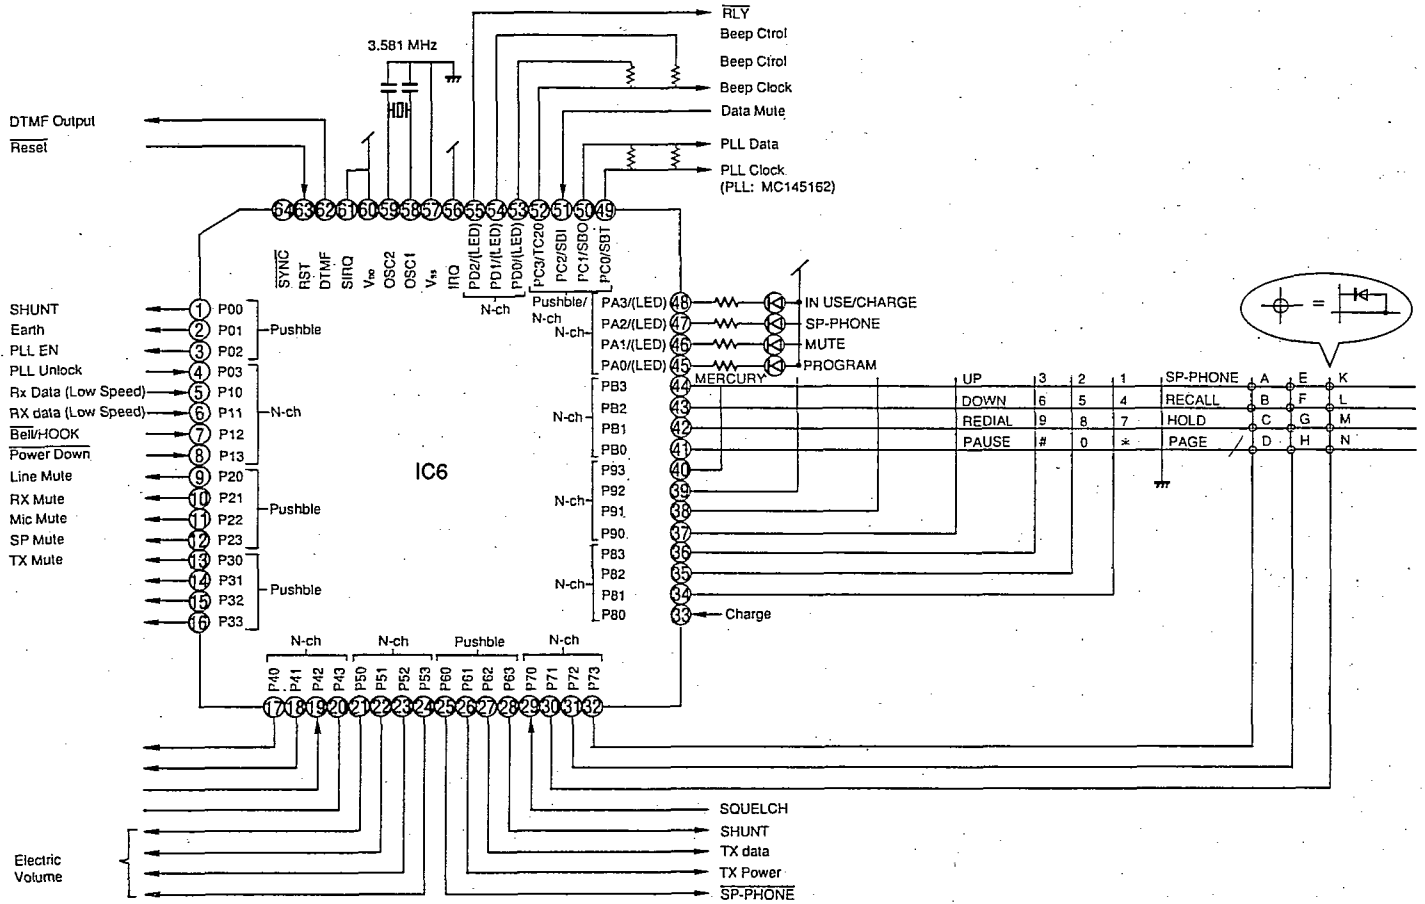 RLY
Beep Ctrol
3.581 MHz
Beep Ctrol
Beep Clock
Data Mute
DTMF Output
Reset
PLL Data
PLL Clock
(PLL: MC145162)
64 63 62 61 60 59 58 57 56 55 54 53 52 51 50 49
SYNC
RST
DTMF
SIRQ
VDD
OSC2
OSC1
Vss
IRQ
PD2/(LED)
PD1/(LED)
PD0/(LED)
PC3/TC20
PC2/SBI
PC1/SBO
PC0/SBT
N-ch
Pushble/
N-ch
N-ch
SHUNT 1 P00
Earth 2 P01 Pushble
PLL EN 3 P02
PLL Unlock 4 P03
Rx Data (Low Speed) 5 P10
RX data (Low Speed) 6 P11 N-ch
Bell/HOOK 7 P12
Power Down 8 P13
Line Mute 9 P20
RX Mute 10 P21
Mic Mute 11 P22 Pushble
SP Mute 12 P23
TX Mute 13 P30
14 P31
15 P32 Pushble
16 P33
IC6
PA3/(LED) 48 IN USE/CHARGE
PA2/(LED) 47 SP-PHONE
PA1/(LED) 46 MUTE
PA0/(LED) 45 PROGRAM
=
PB3 44 MERCURY UP 3 2 1 SP-PHONE A E K
PB2 43 DOWN 6 5 4 RECALL B F L
N-ch
PB1 42 REDIAL 9 8 7 HOLD C G M
PB0 41 PAUSE # 0 * PAGE D H N
P93 40
P92 39
N-ch
P91 38
P90 37
P83 36
P82 35
N-ch
P81 34
P80 33 Charge
N-ch N-ch Pushble N-ch
P40 P41 P42 P43 P50 P51 P52 P53 P60 P61 P62 P63 P70 P71 P72 P73
17 18 19 20 21 22 23 24 25 26 27 28 29 30 31 32
SQUELCH
SHUNT
TX data
TX Power
SP-PHONE
Electric
Volume